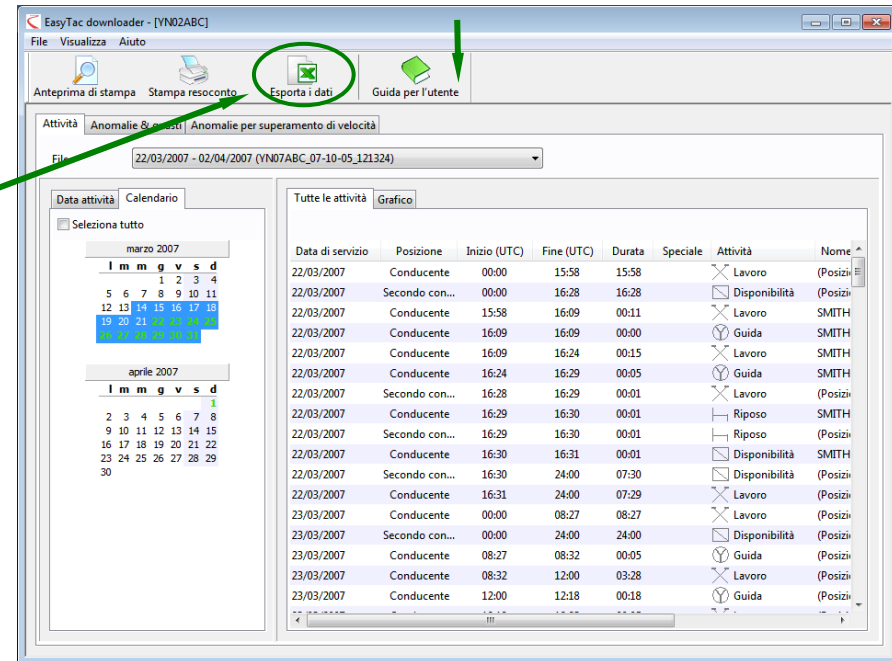 EasyTac downloader - [YN02ABC]
File Visualizza Aiuto
Anteprima di stampa Stampa resoconto Esporta i dati Guida per l'utente
Attività Anomalie & guasti Anomalie per superamento di velocità
File 22/03/2007 - 02/04/2007 (YN07ABC_07-10-05_121324)
Data attività Calendario
Seleziona tutto
marzo 2007
l m m g v s d
1 2 3 4
5 6 7 8 9 10 11
12 13 14 15 16 17 18
19 20 21 22 23 24 25
26 27 28 29 30 31
aprile 2007
l m m g v s d
1
2 3 4 5 6 7 8
9 10 11 12 13 14 15
16 17 18 19 20 21 22
23 24 25 26 27 28 29
30
Tutte le attività Grafico
Data di servizio Posizione Inizio (UTC) Fine (UTC) Durata Speciale Attività Nome
22/03/2007 Conducente 00:00 15:58 15:58 Lavoro (Posizi
22/03/2007 Secondo con... 00:00 16:28 16:28 Disponibilità (Posizi
22/03/2007 Conducente 15:58 16:09 00:11 Lavoro SMITH
22/03/2007 Conducente 16:09 16:09 00:00 Guida SMITH
22/03/2007 Conducente 16:09 16:24 00:15 Lavoro SMITH
22/03/2007 Conducente 16:24 16:29 00:05 Guida SMITH
22/03/2007 Secondo con... 16:28 16:29 00:01 Lavoro (Posizi
22/03/2007 Conducente 16:29 16:30 00:01 Riposo SMITH
22/03/2007 Secondo con... 16:29 16:30 00:01 Riposo (Posizi
22/03/2007 Conducente 16:30 16:31 00:01 Disponibilità SMITH
22/03/2007 Secondo con... 16:30 24:00 07:30 Disponibilità (Posizi
22/03/2007 Conducente 16:31 24:00 07:29 Lavoro (Posizi
23/03/2007 Conducente 00:00 08:27 08:27 Lavoro (Posizi
23/03/2007 Secondo con... 00:00 24:00 24:00 Disponibilità (Posizi
23/03/2007 Conducente 08:27 08:32 00:05 Guida (Posizi
23/03/2007 Conducente 08:32 12:00 03:28 Lavoro (Posizi
23/03/2007 Conducente 12:00 12:18 00:18 Guida (Posizi